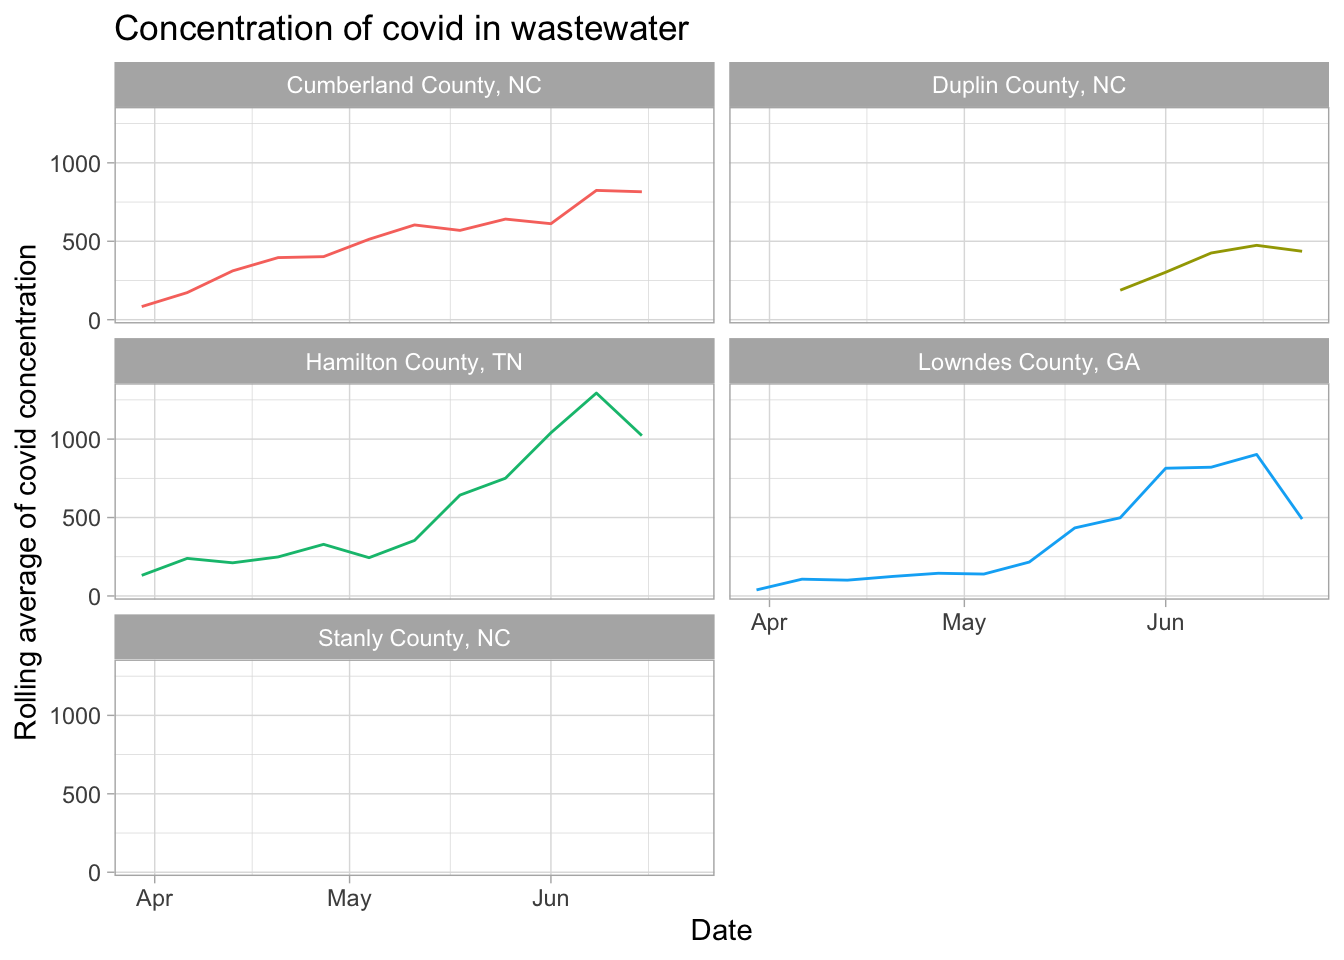 Concentration of covid in wastewater
Cumberland County, NC
Duplin County, NC
1000
500
0
Hamilton County, TN
Lowndes County, GA
1000
500
0
Apr May Jun
Stanly County, NC
1000
500
0
Apr May Jun
Date
Rolling average of covid concentration